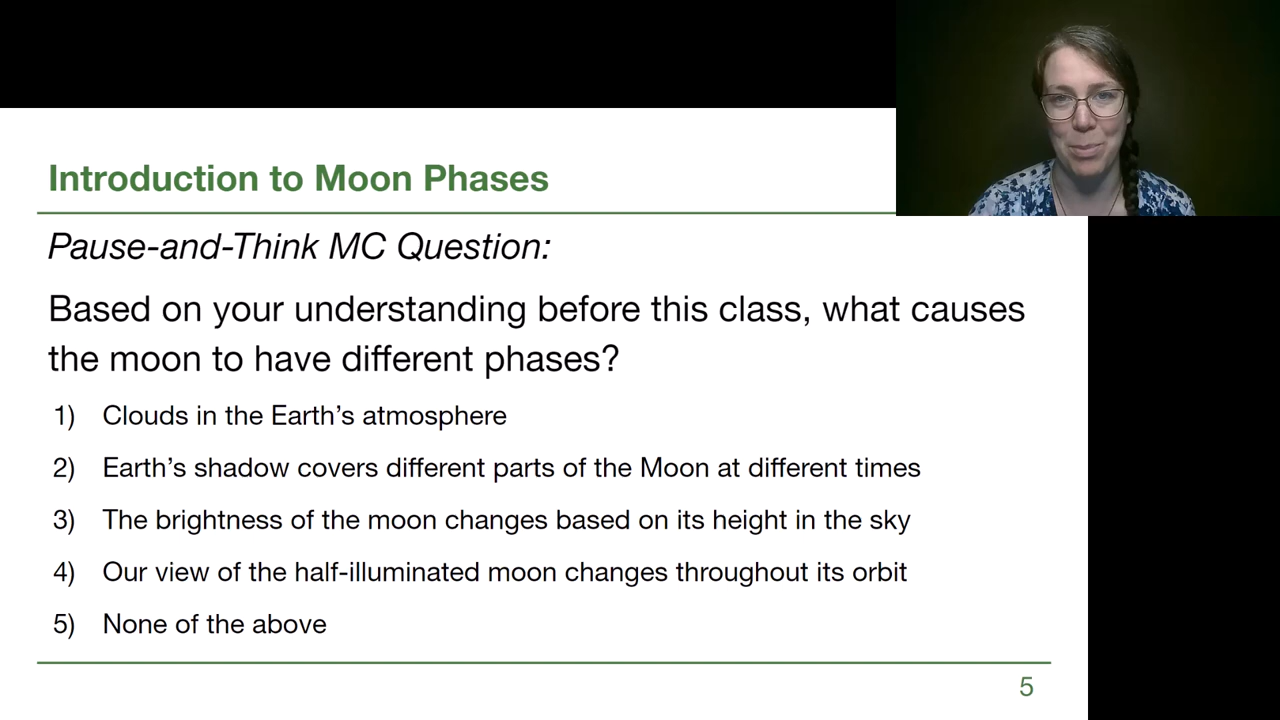 Introduction to Moon Phases
Pause-and-Think MC Question:
Based on your understanding before this class, what causes
the moon to have different phases?
1) Clouds in the Earth’s atmosphere
2) Earth’s shadow covers different parts of the Moon at different times
3) The brightness of the moon changes based on its height in the sky
4) Our view of the half-illuminated moon changes throughout its orbit
5) None of the above
5